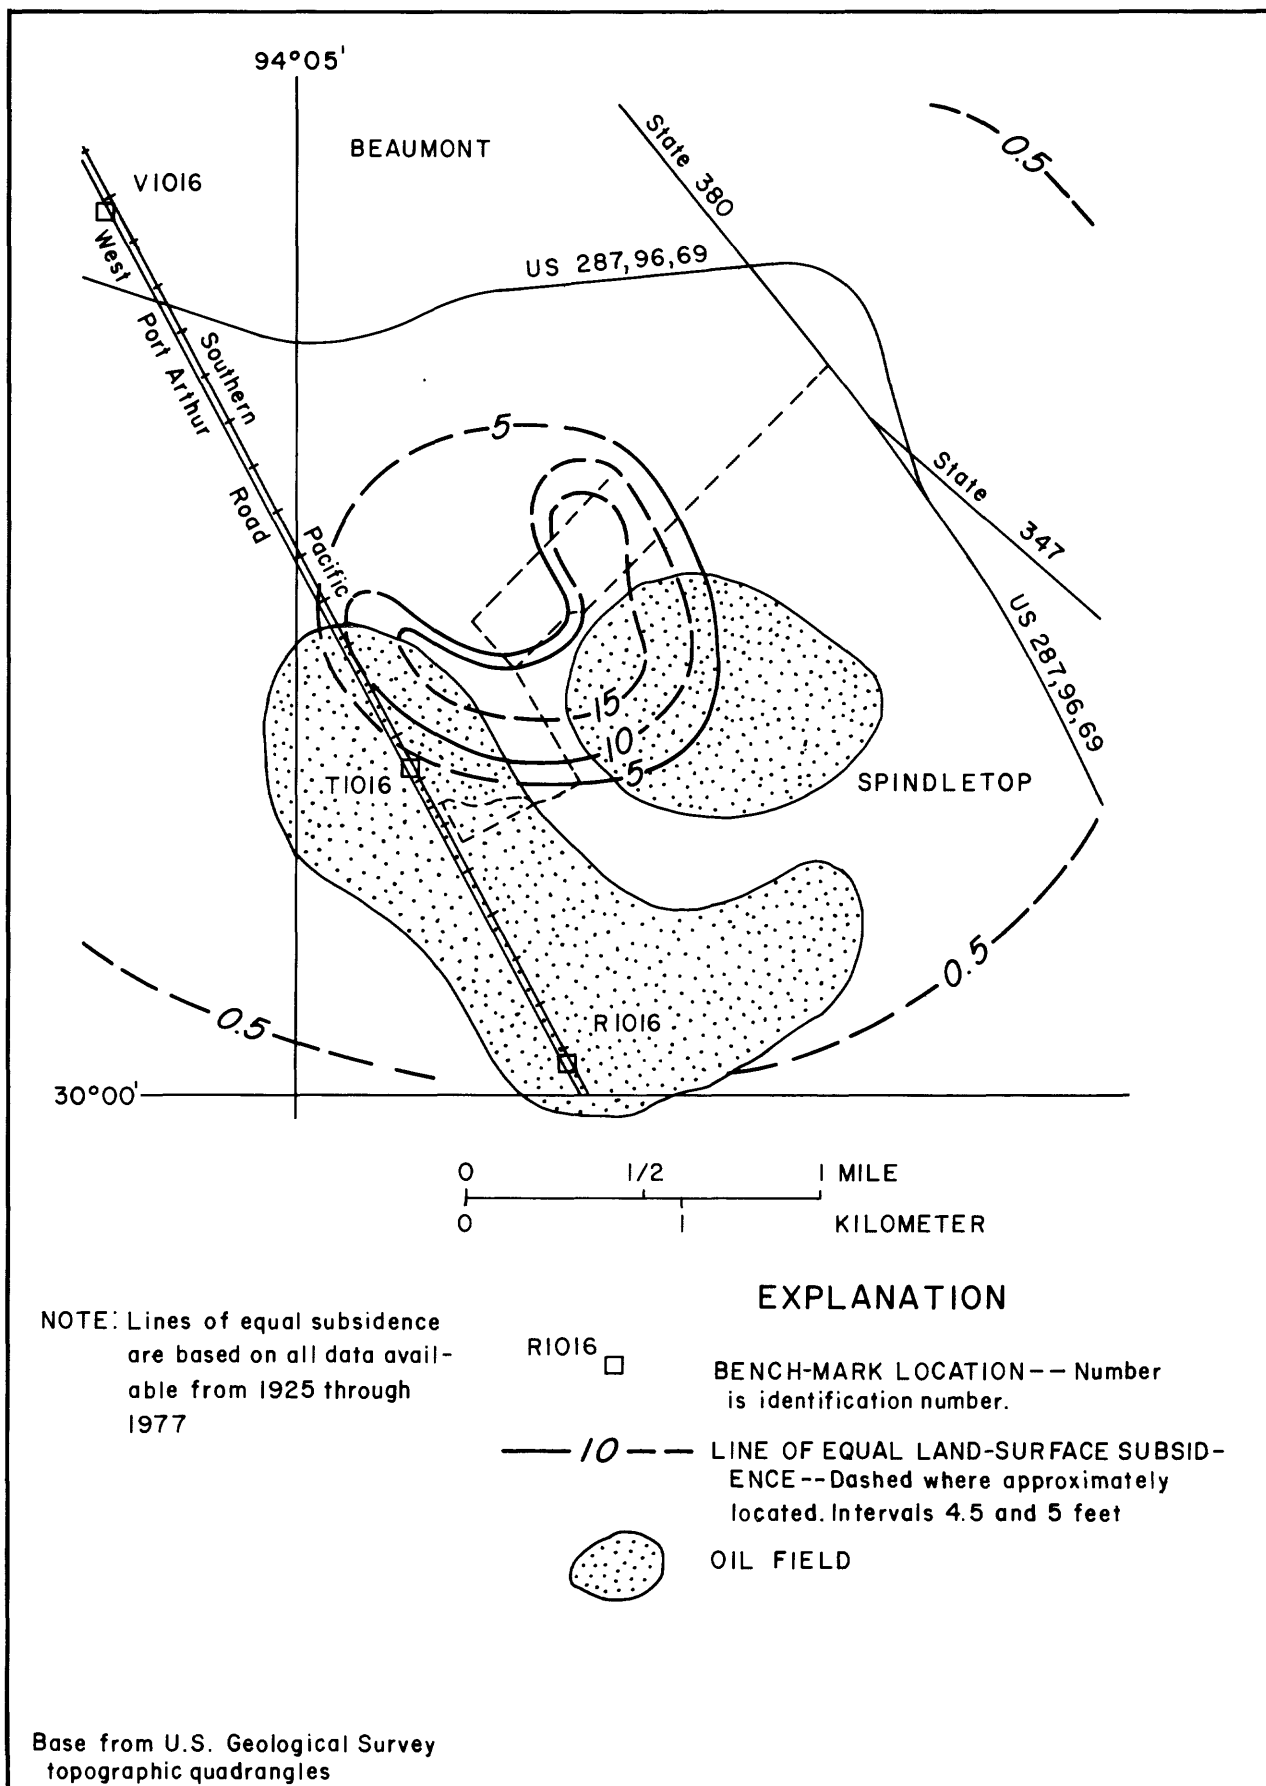 94°05'
BEAUMONT
State 380
0.5
V1016
US 287,96,69
West Port Arthur Road
Southern Pacific
5
State 347
US 287,96,69
15
10
5
T1016
SPINDLETOP
0.5
0.5
R1016
30°00'
0 1/2 1 MILE
0 1 KILOMETER
EXPLANATION
NOTE: Lines of equal subsidence
are based on all data avail-
able from 1925 through
1977
R1016
BENCH-MARK LOCATION -- Number
is identification number.
10
LINE OF EQUAL LAND-SURFACE SUBSID-
ENCE--Dashed where approximately
located. Intervals 4.5 and 5 feet
OIL FIELD
Base from U.S. Geological Survey
topographic quadrangles